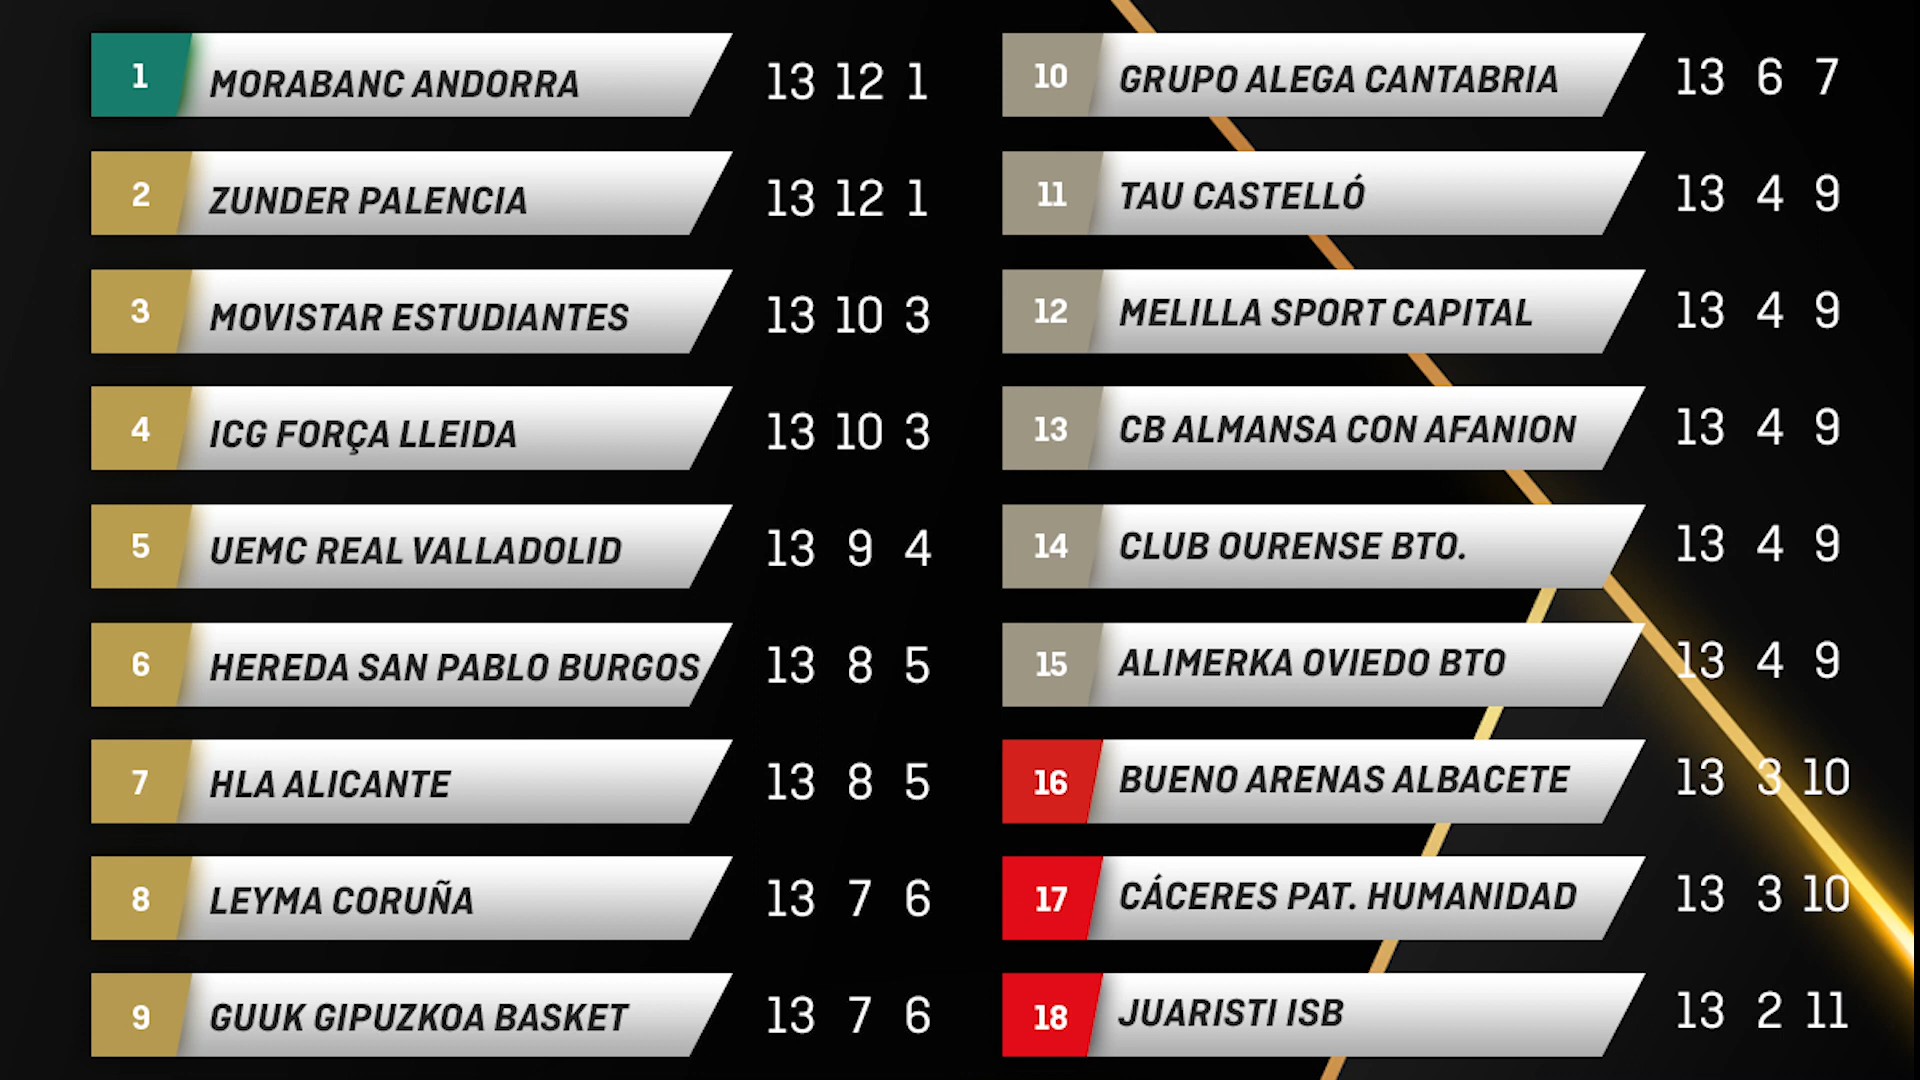 1 MORABANC ANDORRA 13 12 1
2 ZUNDER PALENCIA 13 12 1
3 MOVISTAR ESTUDIANTES 13 10 3
4 ICG FORÇA LLEIDA 13 10 3
5 UEMC REAL VALLADOLID 13 9 4
6 HEREDA SAN PABLO BURGOS 13 8 5
7 HLA ALICANTE 13 8 5
8 LEYMA CORUÑA 13 7 6
9 GUUK GIPUZKOA BASKET 13 7 6
10 GRUPO ALEGA CANTABRIA 13 6 7
11 TAU CASTELLÓ 13 4 9
12 MELILLA SPORT CAPITAL 13 4 9
13 CB ALMANSA CON AFANION 13 4 9
14 CLUB OURENSE BTO. 13 4 9
15 ALIMERKA OVIEDO BTO 13 4 9
16 BUENO ARENAS ALBACETE 13 3 10
17 CÁCERES PAT. HUMANIDAD 13 3 10
18 JUARISTI ISB 13 2 11